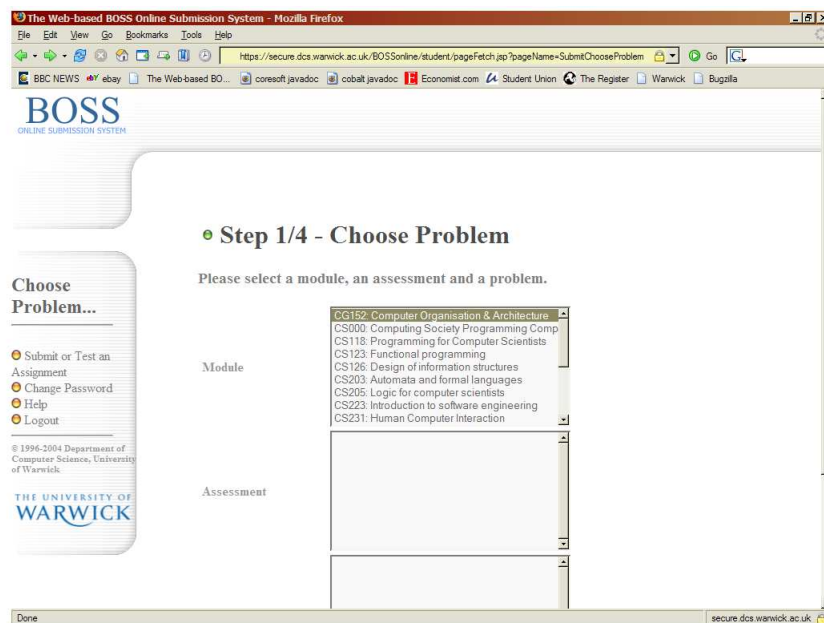 The Web-based BOSS Online Submission System - Mozilla Firefox
File Edit View Go Bookmarks Tools Help
https://secure.dcs.warwick.ac.uk/BOSSonline/student/pageFetch.jsp?pageName=SubmitChooseProblem Go G
BBC NEWS ebay The Web-based BO... coresoft javadoc cobalt javadoc Economist.com Student Union The Register Warwick Bugzilla
BOSS
ONLINE SUBMISSION SYSTEM
Step 1/4 - Choose Problem
Please select a module, an assessment and a problem.
Choose
Problem...
Submit or Test an
Assignment
Change Password
Help
Logout
© 1996-2004 Department of
Computer Science, University
of Warwick
THE UNIVERSITY OF
WARWICK
Module
CG152: Computer Organisation & Architecture
CS000: Computing Society Programming Comp
CS118: Programming for Computer Scientists
CS123: Functional programming
CS126: Design of information structures
CS203: Automata and formal languages
CS205: Logic for computer scientists
CS223: Introduction to software engineering
CS231: Human Computer Interaction
Assessment
Done
secure.dcs.warwick.ac.uk